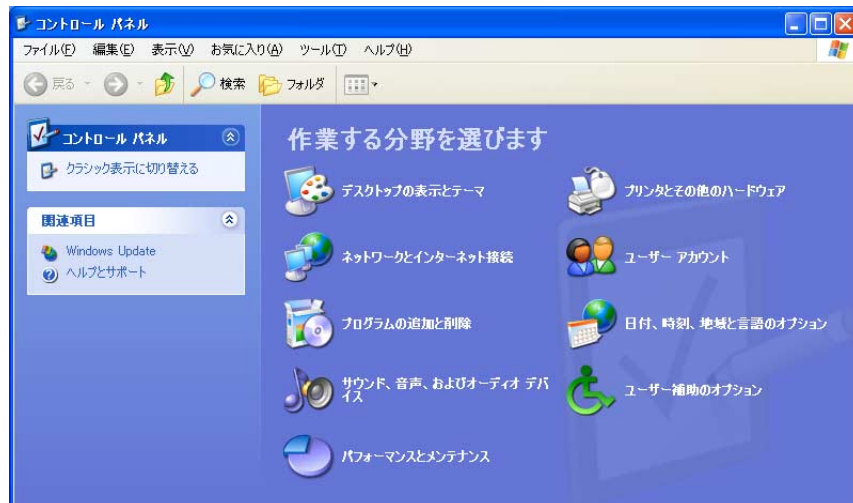 コントロール パネル
ファイル(F) 編集(E) 表示(V) お気に入り(A) ツール(T) ヘルプ(H)
戻る 検索 フォルダ
コントロール パネル
クラシック表示に切り替える
関連項目
Windows Update
ヘルプとサポート
作業する分野を選びます
デスクトップの表示とテーマ
プリンタとその他のハードウェア
ネットワークとインターネット接続
ユーザー アカウント
プログラムの追加と削除
日付、時刻、地域と言語のオプション
サウンド、音声、およびオーディオ デバ
イス
ユーザー補助のオプション
パフォーマンスとメンテナンス